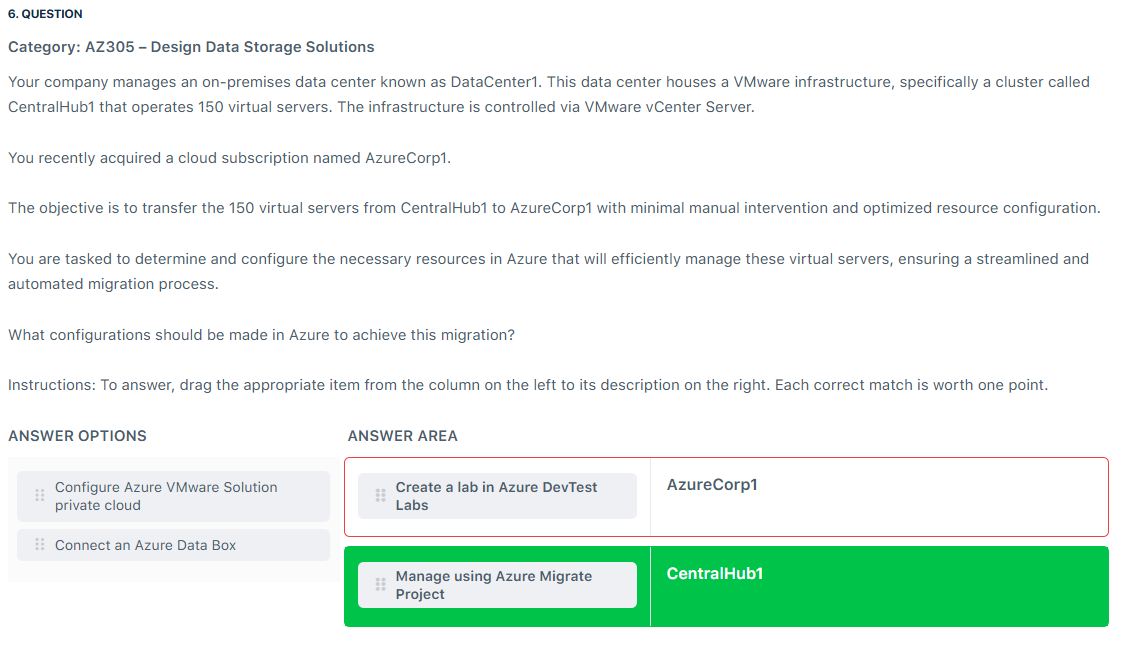 6. QUESTION
Category: AZ305 – Design Data Storage Solutions
Your company manages an on-premises data center known as DataCenter1. This data center houses a VMware infrastructure, specifically a cluster called
CentralHub1 that operates 150 virtual servers. The infrastructure is controlled via VMware vCenter Server.
You recently acquired a cloud subscription named AzureCorp1.
The objective is to transfer the 150 virtual servers from CentralHub1 to AzureCorp1 with minimal manual intervention and optimized resource configuration.
You are tasked to determine and configure the necessary resources in Azure that will efficiently manage these virtual servers, ensuring a streamlined and
automated migration process.
What configurations should be made in Azure to achieve this migration?
Instructions: To answer, drag the appropriate item from the column on the left to its description on the right. Each correct match is worth one point.
ANSWER OPTIONS
Configure Azure VMware Solution
private cloud
Connect an Azure Data Box
ANSWER AREA
Create a lab in Azure DevTest
Labs
AzureCorp1
Manage using Azure Migrate
Project
CentralHub1